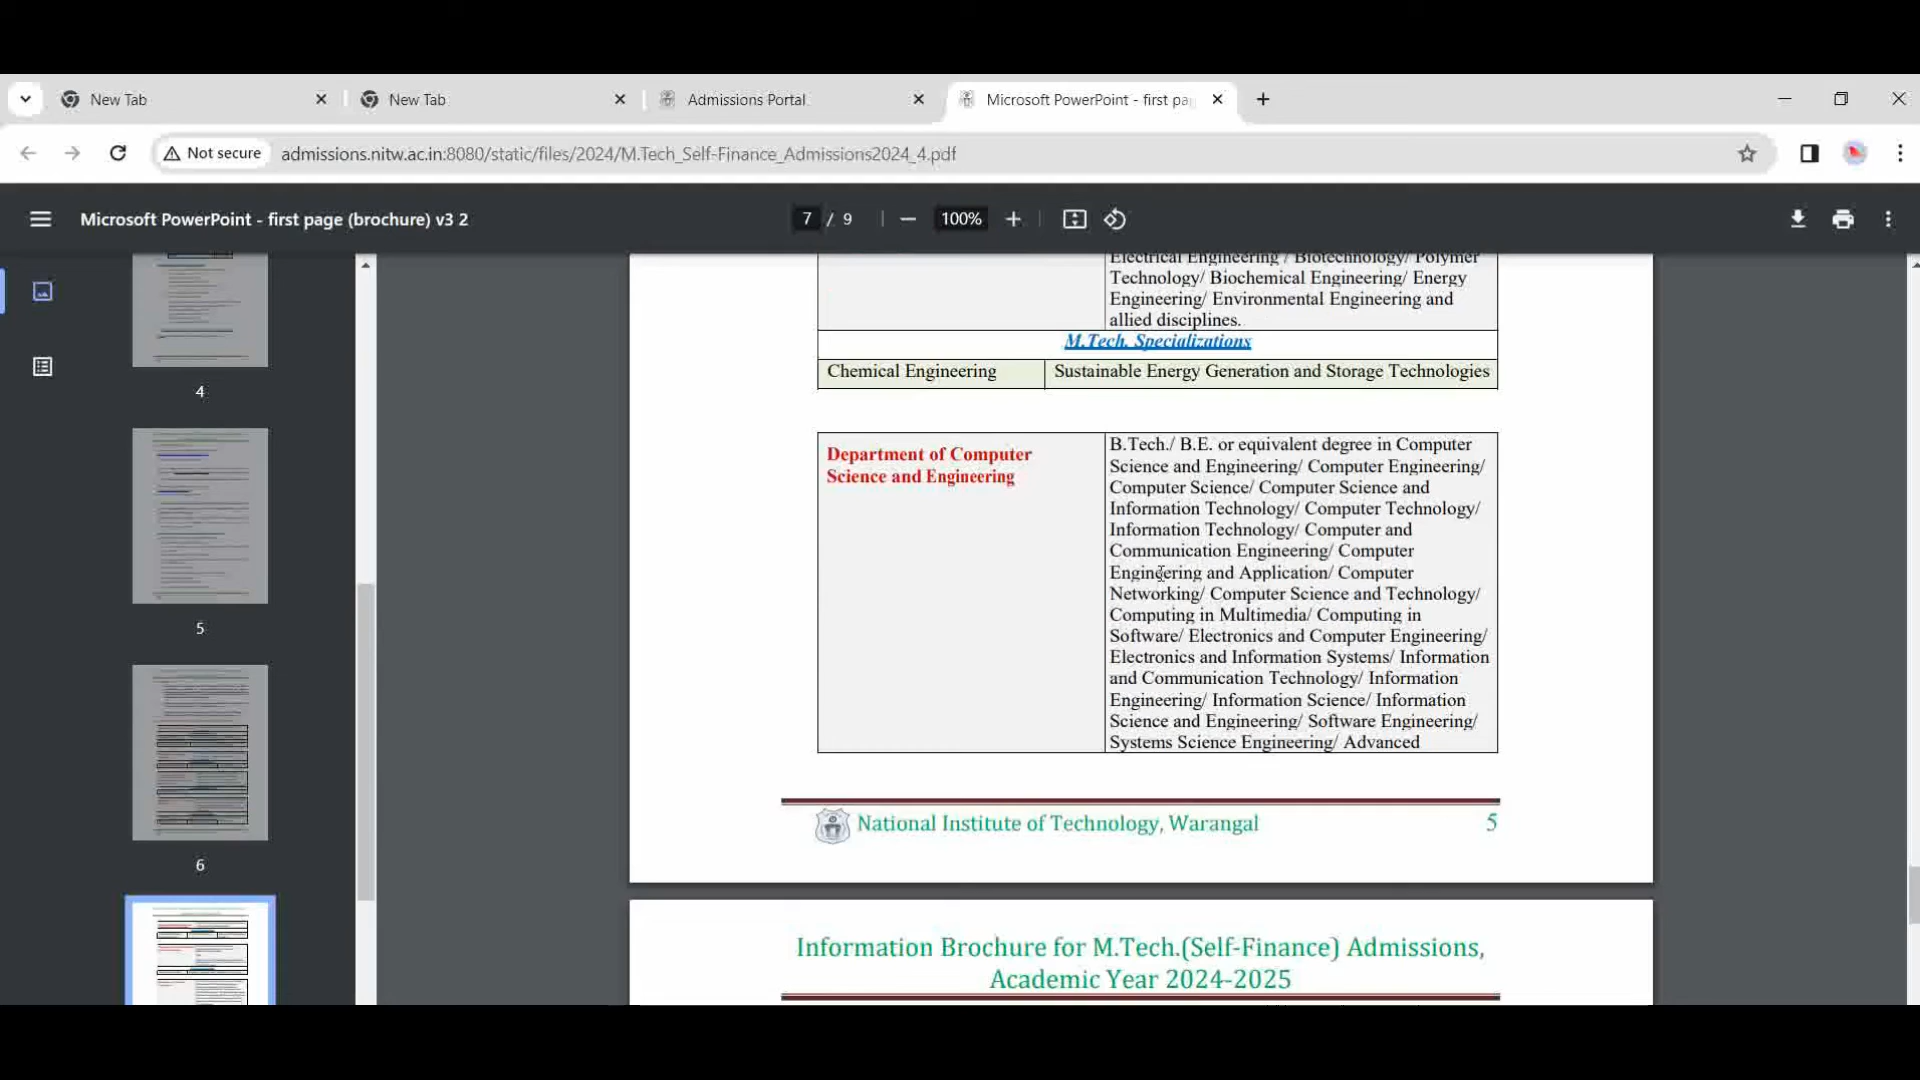 New Tab
New Tab
Admissions Portal
Microsoft PowerPoint - first pa
Not secure
admissions.nitw.ac.in:8080/static/files/2024/M.Tech_Self-Finance_Admissions2024_4.pdf
Microsoft PowerPoint - first page (brochure) v3 2
7 / 9
100%
4
5
6
Electrical Engineering / Biotechnology/ Polymer
Technology/ Biochemical Engineering/ Energy
Engineering/ Environmental Engineering and
allied disciplines.
M.Tech. Specializations
Chemical Engineering
Sustainable Energy Generation and Storage Technologies
Department of Computer
Science and Engineering
B.Tech./ B.E. or equivalent degree in Computer
Science and Engineering/ Computer Engineering/
Computer Science/ Computer Science and
Information Technology/ Computer Technology/
Information Technology/ Computer and
Communication Engineering/ Computer
Engineering and Application/ Computer
Networking/ Computer Science and Technology/
Computing in Multimedia/ Computing in
Software/ Electronics and Computer Engineering/
Electronics and Information Systems/ Information
and Communication Technology/ Information
Engineering/ Information Science/ Information
Science and Engineering/ Software Engineering/
Systems Science Engineering/ Advanced
National Institute of Technology, Warangal
5
Information Brochure for M.Tech.(Self-Finance) Admissions,
Academic Year 2024-2025